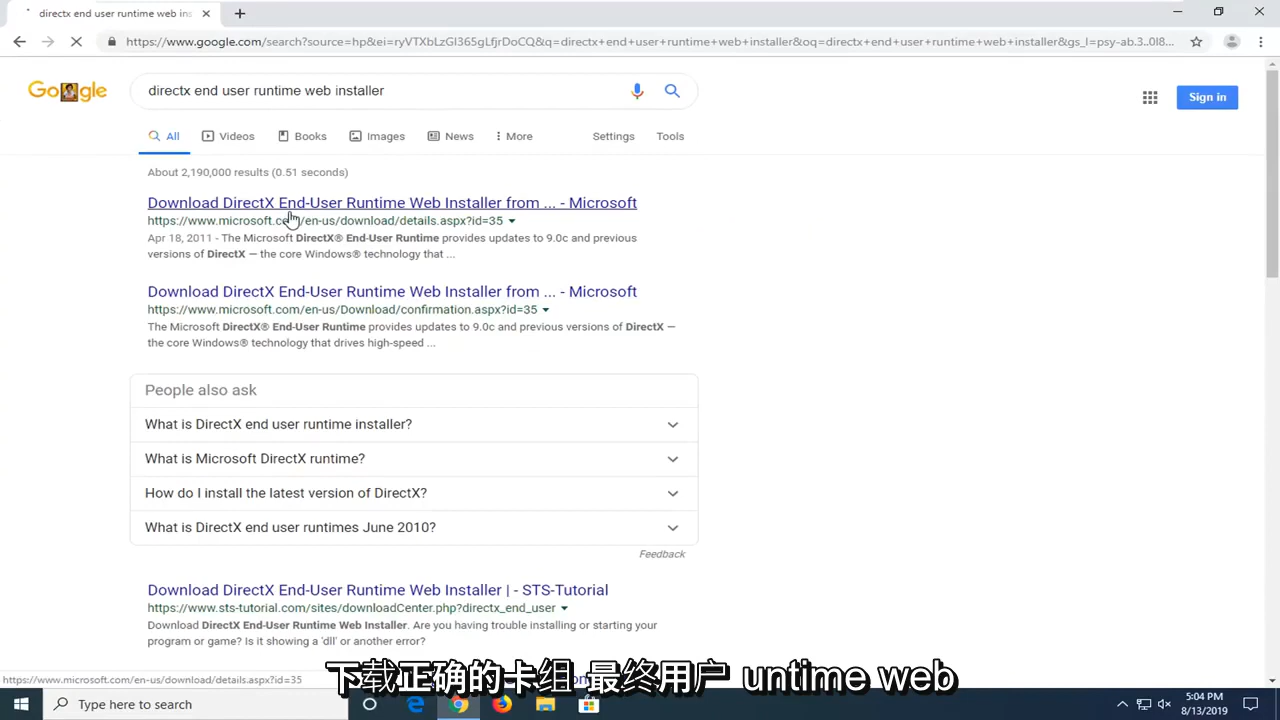 directx end user runtime web ins
https://www.google.com/search?source=hp&ei=ryVTXbLzGI365gLfjrDoCQ&q=directx+end+user+runtime+web+installer&oq=directx+end+user+runtime+web+installer&gs_l=psy-ab.3..0l8...
Google
directx end user runtime web installer
Sign in
All
Videos
Books
Images
News
More
Settings
Tools
About 2,190,000 results (0.51 seconds)
Download DirectX End-User Runtime Web Installer from ... - Microsoft
https://www.microsoft.com/en-us/download/details.aspx?id=35
Apr 18, 2011 - The Microsoft DirectX® End-User Runtime provides updates to 9.0c and previous
versions of DirectX — the core Windows® technology that ...
Download DirectX End-User Runtime Web Installer from ... - Microsoft
https://www.microsoft.com/en-us/Download/confirmation.aspx?id=35
The Microsoft DirectX® End-User Runtime provides updates to 9.0c and previous versions of DirectX —
the core Windows® technology that drives high-speed ...
People also ask
What is DirectX end user runtime installer?
What is Microsoft DirectX runtime?
How do I install the latest version of DirectX?
What is DirectX end user runtimes June 2010?
Feedback
Download DirectX End-User Runtime Web Installer | - STS-Tutorial
https://www.sts-tutorial.com/sites/downloadCenter.php?directx_end_user
Download DirectX End-User Runtime Web Installer. Are you having trouble installing or starting your
program or game? Is it showing a 'dll' or another error?
下载正确的卡组 最终用户 untime web
https://www.microsoft.com/en-us/download/details.aspx?id=35
Type here to search
5:04 PM
8/13/2019